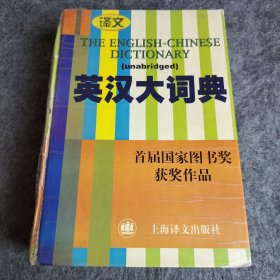 译文
THE ENGLISH-CHINESE
DICTIONARY
(unabridged)
英汉大词典
首届国家图书奖
获奖作品
上海译文出版社